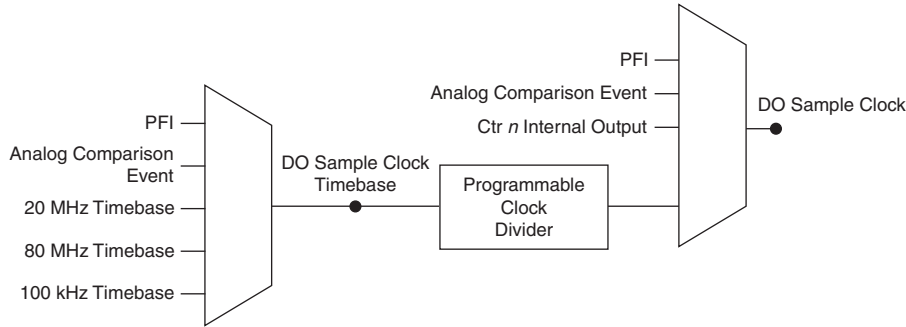 PFI
Analog Comparison Event
Ctr n Internal Output
DO Sample Clock
PFI
Analog Comparison
Event
20 MHz Timebase
80 MHz Timebase
100 kHz Timebase
DO Sample Clock
Timebase
Programmable
Clock
Divider